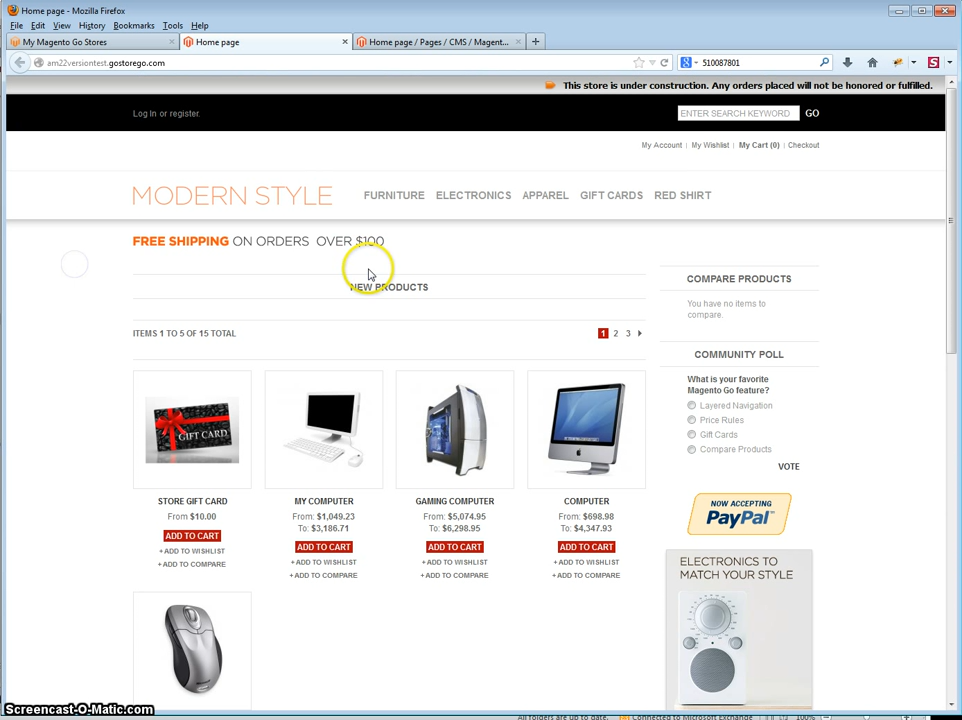 Home page - Mozilla Firefox
File Edit View History Bookmarks Tools Help
My Magento Go Stores
Home page
Home page / Pages / CMS / Magent...
am22versiontest.gostorego.com
510087801
This store is under construction. Any orders placed will not be honored or fulfilled.
Log In or register.
ENTER SEARCH KEYWORD GO
My Account | My Wishlist | My Cart (0) | Checkout
MODERN STYLE
FURNITURE ELECTRONICS APPAREL GIFT CARDS RED SHIRT
FREE SHIPPING ON ORDERS OVER $100
NEW PRODUCTS
ITEMS 1 TO 5 OF 15 TOTAL
1 2 3
GIFT CARD
STORE GIFT CARD
From $10.00
ADD TO CART
+ ADD TO WISHLIST
+ ADD TO COMPARE
MY COMPUTER
From: $1,049.23
To: $3,186.71
ADD TO CART
+ ADD TO WISHLIST
+ ADD TO COMPARE
GAMING COMPUTER
From: $5,074.95
To: $6,298.95
ADD TO CART
+ ADD TO WISHLIST
+ ADD TO COMPARE
COMPUTER
From: $698.98
To: $4,347.93
ADD TO CART
+ ADD TO WISHLIST
+ ADD TO COMPARE
COMPARE PRODUCTS
You have no items to
compare.
COMMUNITY POLL
What is your favorite
Magento Go feature?
Layered Navigation
Price Rules
Gift Cards
Compare Products
VOTE
NOW ACCEPTING
PayPal
ELECTRONICS TO
MATCH YOUR STYLE
Screencast-O-Matic.com
All folders are up to date. Connected to Microsoft Exchange 100%